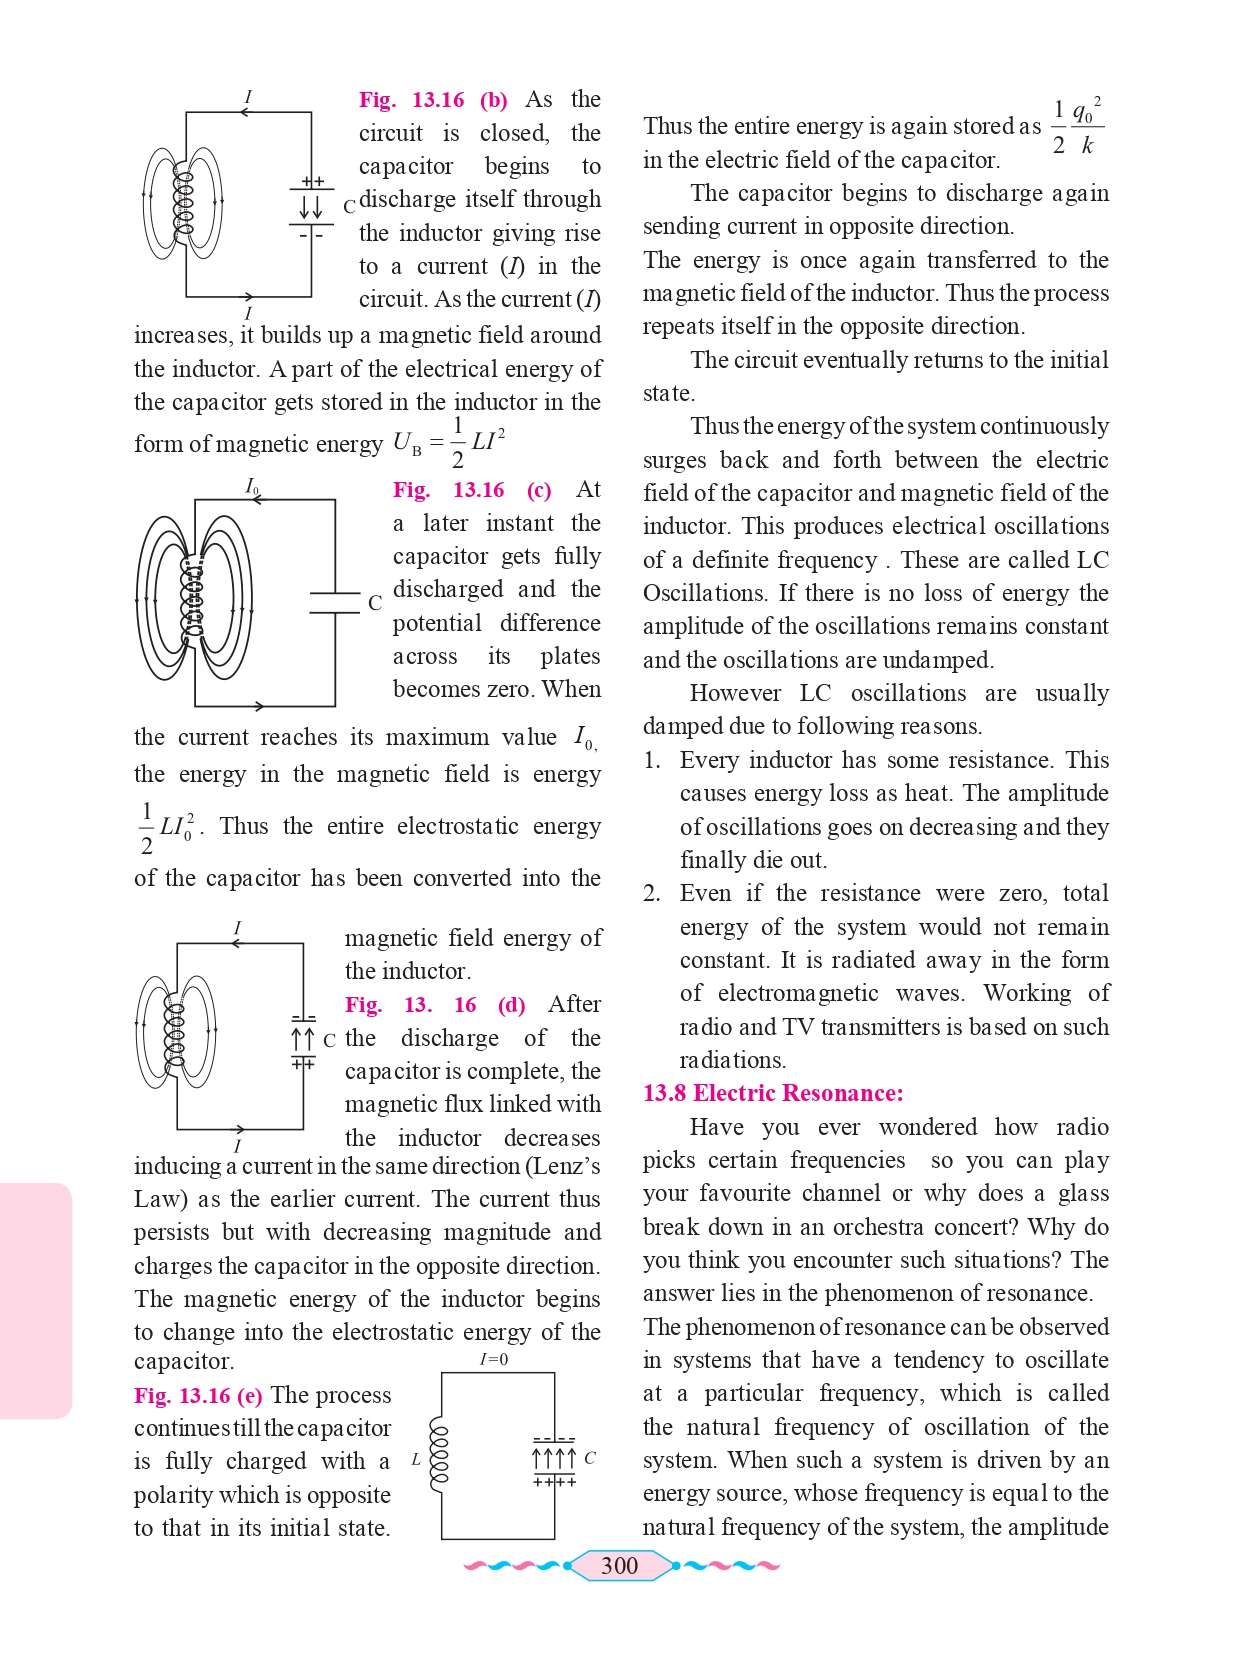 I
Fig. 13.16 (b) As the
circuit is closed, the
capacitor begins to
++
C discharge itself through
- -
the inductor giving rise
to a current (I) in the
circuit. As the current (I)
I
increases, it builds up a magnetic field around
the inductor. A part of the electrical energy of
the capacitor gets stored in the inductor in the
form of magnetic energy U_B = 1/2 LI²
I₀
Fig. 13.16 (c) At
a later instant the
capacitor gets fully
discharged and the
C
potential difference
across its plates
becomes zero. When
the current reaches its maximum value I₀,
the energy in the magnetic field is energy
1/2 LI₀². Thus the entire electrostatic energy
of the capacitor has been converted into the
I
magnetic field energy of
the inductor.
Fig. 13. 16 (d) After
- -
C the discharge of the
++
capacitor is complete, the
magnetic flux linked with
the inductor decreases
I
inducing a current in the same direction (Lenz’s
Law) as the earlier current. The current thus
persists but with decreasing magnitude and
charges the capacitor in the opposite direction.
The magnetic energy of the inductor begins
to change into the electrostatic energy of the
capacitor.
I=0
Fig. 13.16 (e) The process
continues till the capacitor
is fully charged with a
polarity which is opposite
to that in its initial state.
- - - -
L
C
++++
Thus the entire energy is again stored as 1/2 q₀²/k
in the electric field of the capacitor.
The capacitor begins to discharge again
sending current in opposite direction.
The energy is once again transferred to the
magnetic field of the inductor. Thus the process
repeats itself in the opposite direction.
The circuit eventually returns to the initial
state.
Thus the energy of the system continuously
surges back and forth between the electric
field of the capacitor and magnetic field of the
inductor. This produces electrical oscillations
of a definite frequency . These are called LC
Oscillations. If there is no loss of energy the
amplitude of the oscillations remains constant
and the oscillations are undamped.
However LC oscillations are usually
damped due to following reasons.
1. Every inductor has some resistance. This
causes energy loss as heat. The amplitude
of oscillations goes on decreasing and they
finally die out.
2. Even if the resistance were zero, total
energy of the system would not remain
constant. It is radiated away in the form
of electromagnetic waves. Working of
radio and TV transmitters is based on such
radiations.
13.8 Electric Resonance:
Have you ever wondered how radio
picks certain frequencies so you can play
your favourite channel or why does a glass
break down in an orchestra concert? Why do
you think you encounter such situations? The
answer lies in the phenomenon of resonance.
The phenomenon of resonance can be observed
in systems that have a tendency to oscillate
at a particular frequency, which is called
the natural frequency of oscillation of the
system. When such a system is driven by an
energy source, whose frequency is equal to the
natural frequency of the system, the amplitude
300